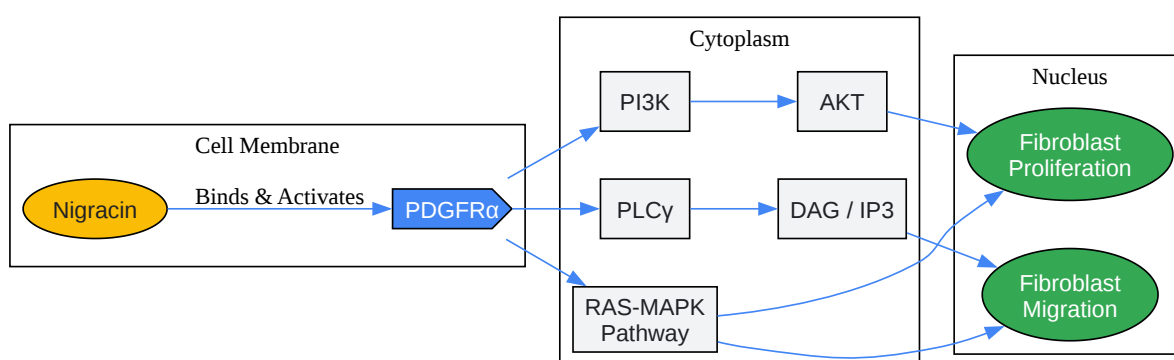 Cytoplasm
Nucleus
Cell Membrane
PI3K
AKT
Fibroblast
Proliferation
Nigracin
Binds & Activates
PDGFRα
PLCγ
DAG / IP3
Fibroblast
Migration
RAS-MAPK
Pathway